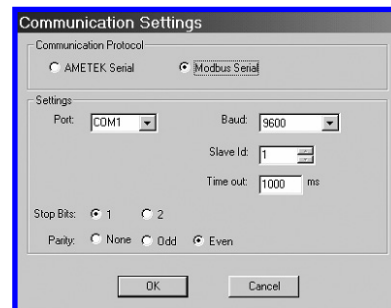 Communication Settings
Communication Protocol
AMETEK Serial Modbus Serial
Settings
Port: COM1 Baud: 9600
Slave Id: 1
Time out: 1000 ms
Stop Bits: 1 2
Parity: None Odd Even
OK Cancel